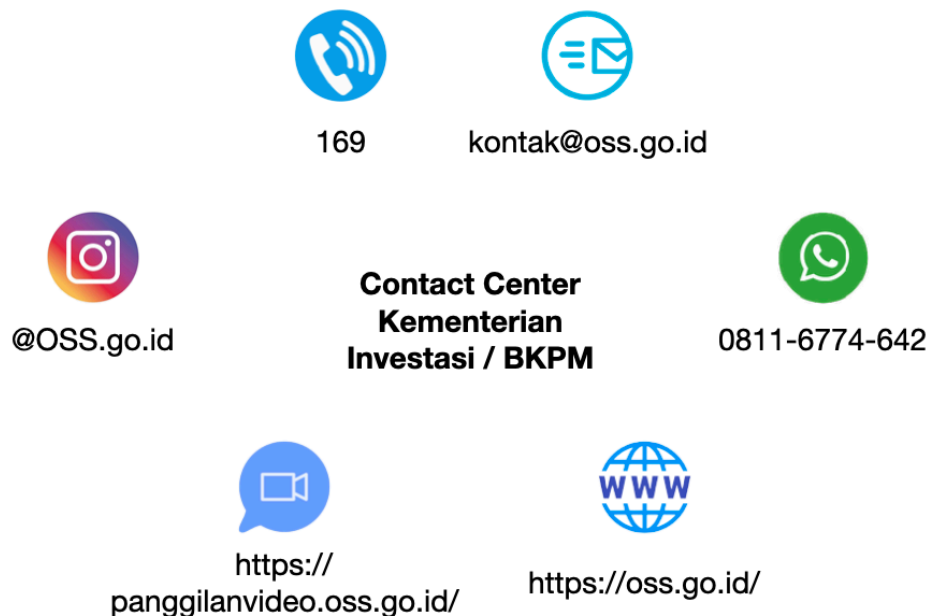 169
kontak@oss.go.id
@OSS.go.id
Contact Center
Kementerian
Investasi / BKPM
0811-6774-642
https://
panggilanvideo.oss.go.id/
WWW
https://oss.go.id/